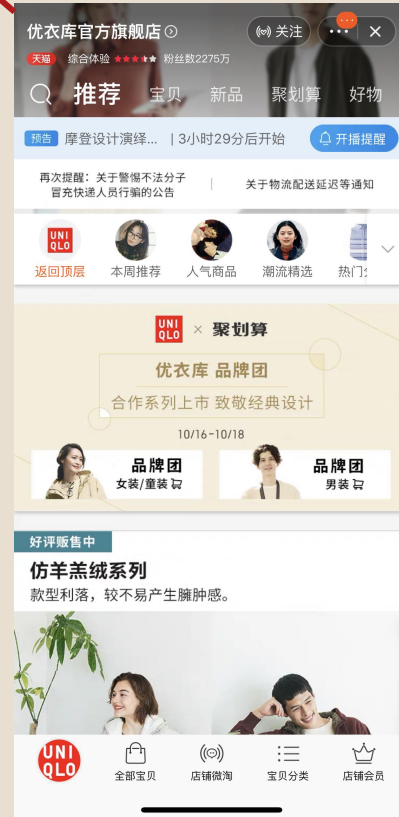 优衣库官方旗舰店
关注
天猫 综合体验 粉丝数2275万
推荐 宝贝 新品 聚划算 好物
预告 摩登设计演绎... | 3小时29分后开始 开播提醒
再次提醒：关于警惕不法分子
冒充快递人员行骗的公告
关于物流配送延迟等通知
UNI
QLO
返回顶层 本周推荐 人气商品 潮流精选 热门
UNI
QLO × 聚划算
优衣库 品牌团
合作系列上市 致敬经典设计
10/16-10/18
品牌团
女装/童装
品牌团
男装
好评贩售中
仿羊羔绒系列
款型利落，较不易产生臃肿感。
UNI
QLO
全部宝贝 店铺微淘 宝贝分类 店铺会员